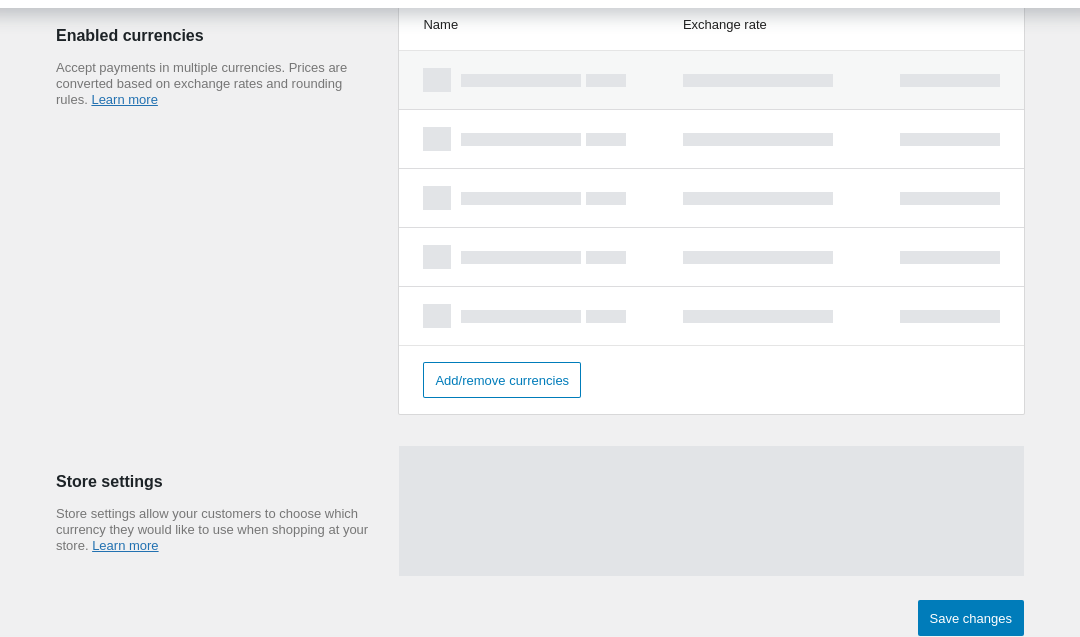 Enabled currencies
Accept payments in multiple currencies. Prices are
converted based on exchange rates and rounding
rules. Learn more
Name Exchange rate
Add/remove currencies
Store settings
Store settings allow your customers to choose which
currency they would like to use when shopping at your
store. Learn more
Save changes